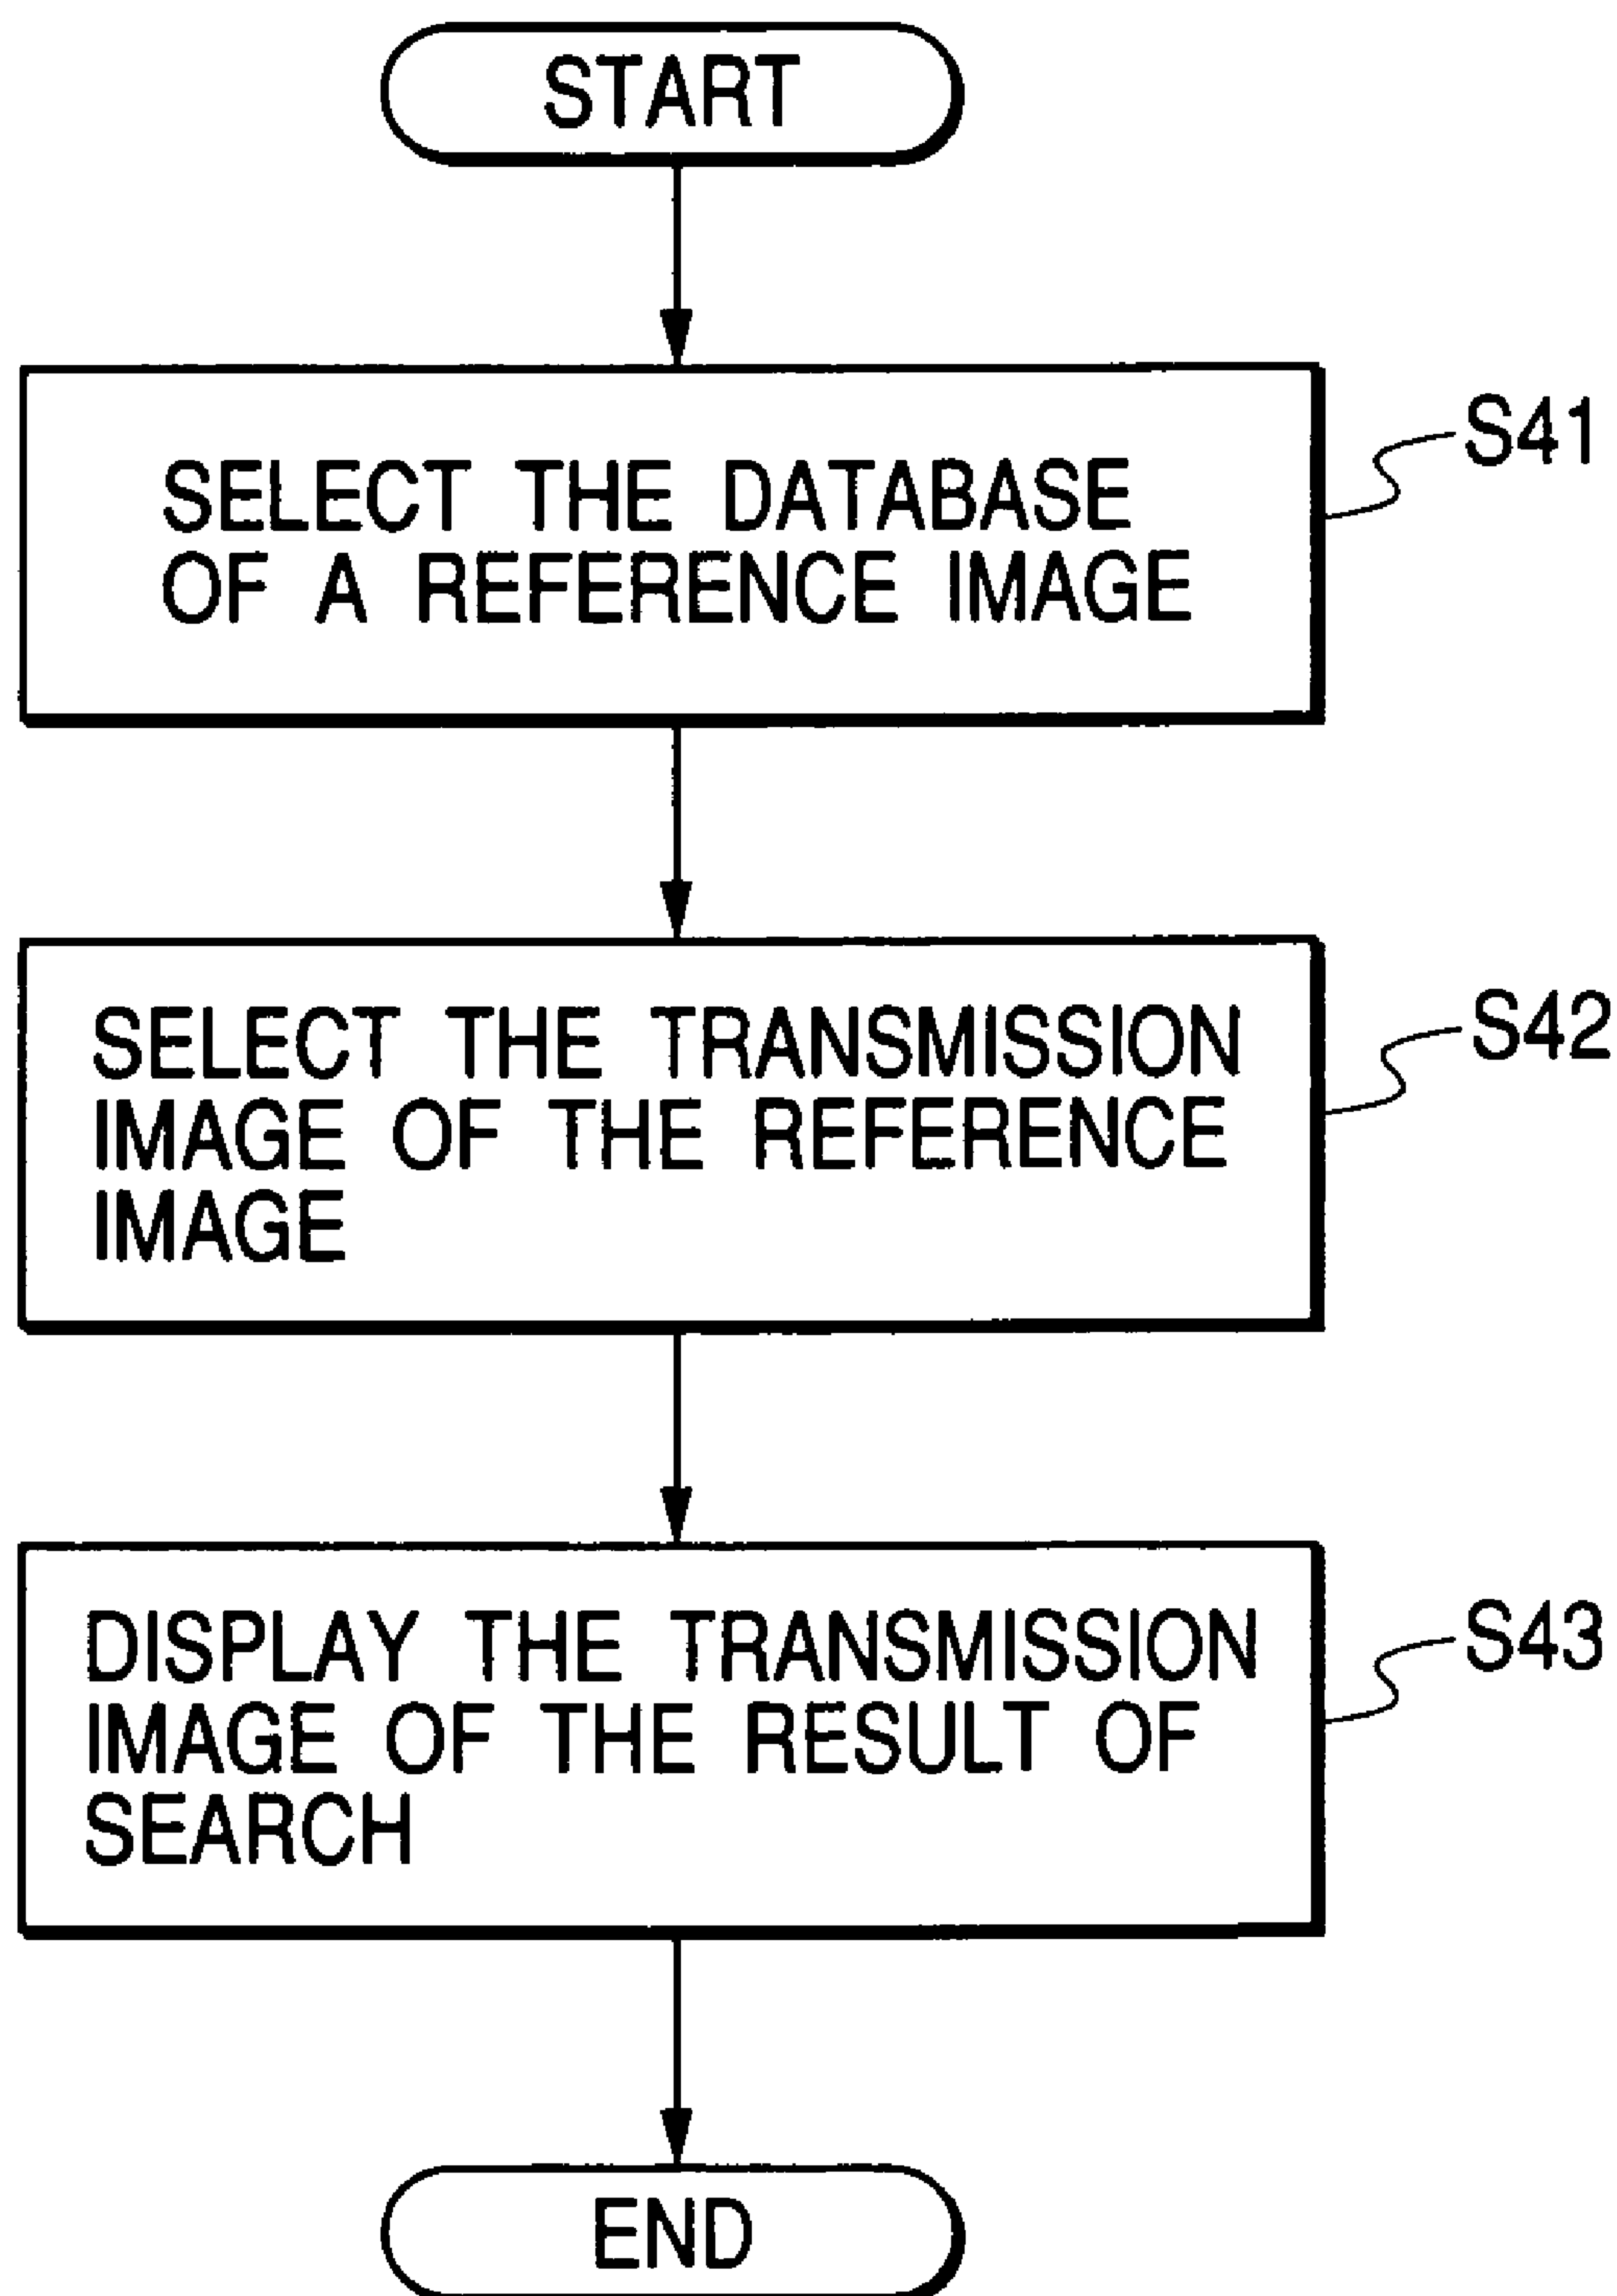 START
S41
SELECT THE DATABASE
OF A REFERENCE IMAGE
S42
SELECT THE TRANSMISSION
IMAGE OF THE REFERENCE
IMAGE
S43
DISPLAY THE TRANSMISSION
IMAGE OF THE RESULT OF
SEARCH
END